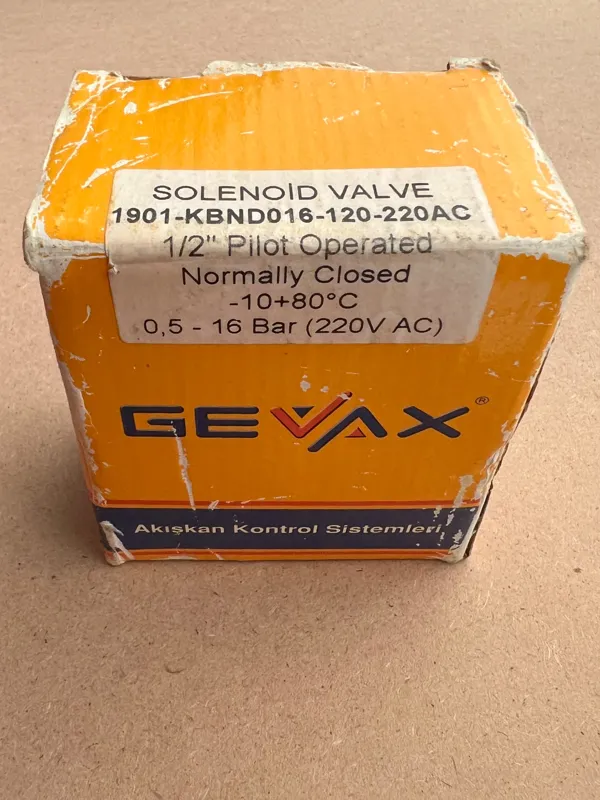 SOLENOİD VALVE
1901-KBND016-120-220AC
1/2" Pilot Operated
Normally Closed
-10+80°C
0,5 - 16 Bar (220V AC)
GEVAX®
Akışkan Kontrol Sistemleri